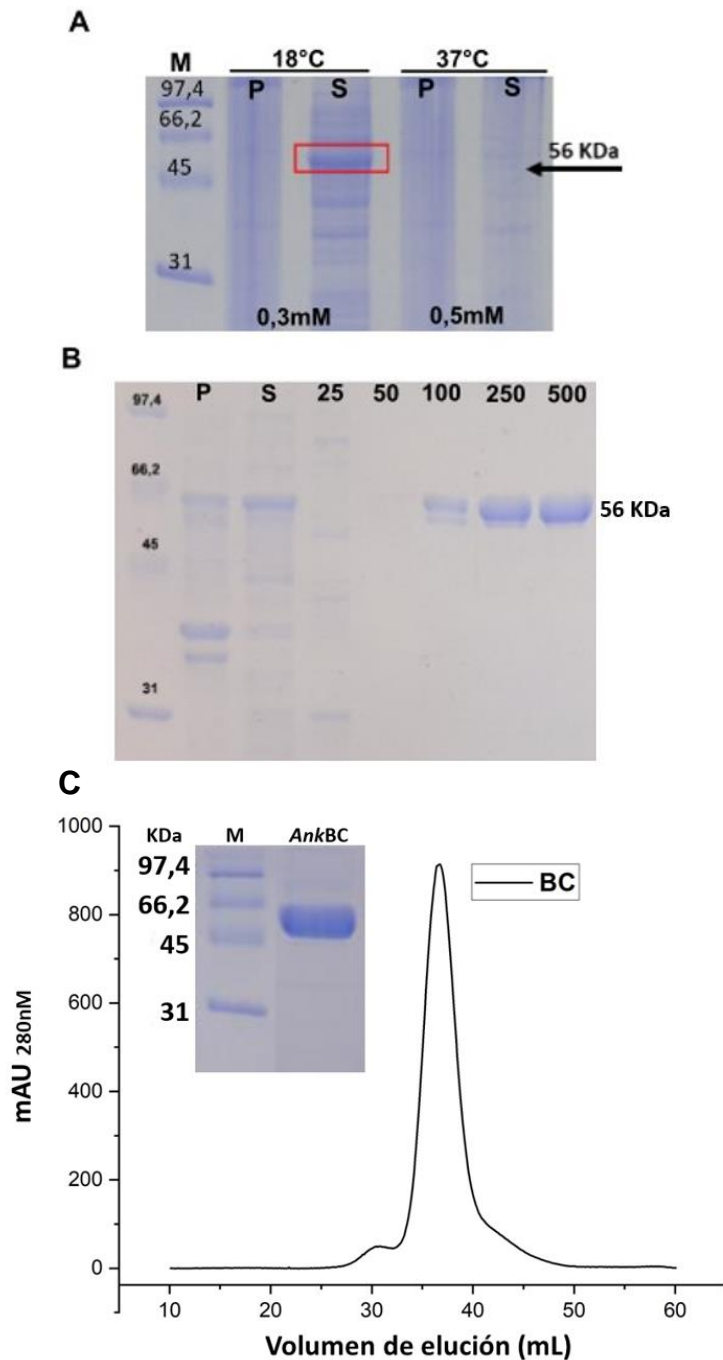 A
M 18°C 37°C
P S P S
97,4
66,2
56 KDa
45
31
0,3mM 0,5mM
B
P S 25 50 100 250 500
97,4
66,2
56 KDa
45
31
C
1000
800
600
400
200
0
mAU 280nM
KDa M AnkBC
97,4
66,2
45
31
BC
10 20 30 40 50 60
Volumen de elución (mL)